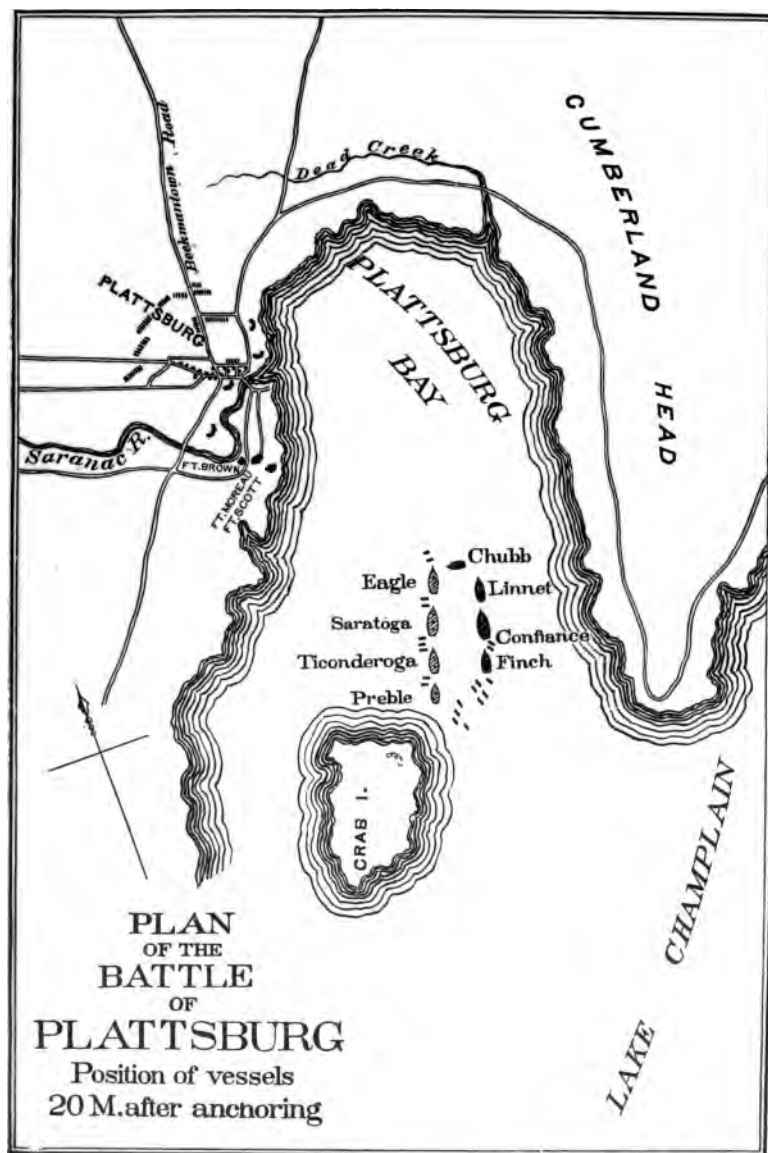 CUMBERLAND
HEAD
Dead Creek
Beekmantown Road
PLATTSBURG
PLATTSBURG
BAY
Saranac R.
FT. BROWN
FT. MOREAU
FT. SCOTT
Chubb
Eagle
Linnet
Saratoga
Confiance
Ticonderoga
Finch
Preble
CRAB I.
LAKE CHAMPLAIN
PLAN
OF THE
BATTLE
OF
PLATTSBURG
Position of vessels
20 M. after anchoring